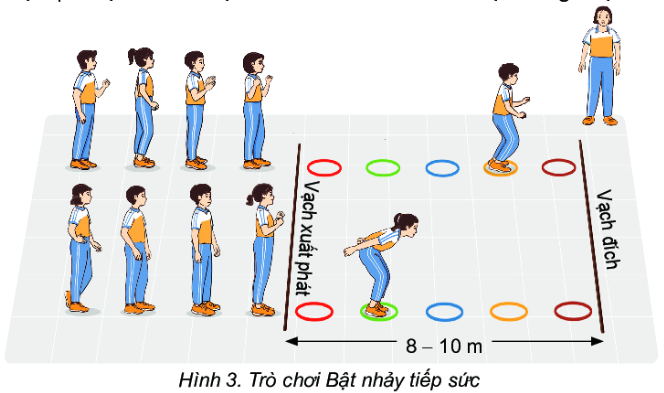 Vạch xuất phát
Vạch đích
8 – 10 m
Hình 3. Trò chơi Bật nhảy tiếp sức